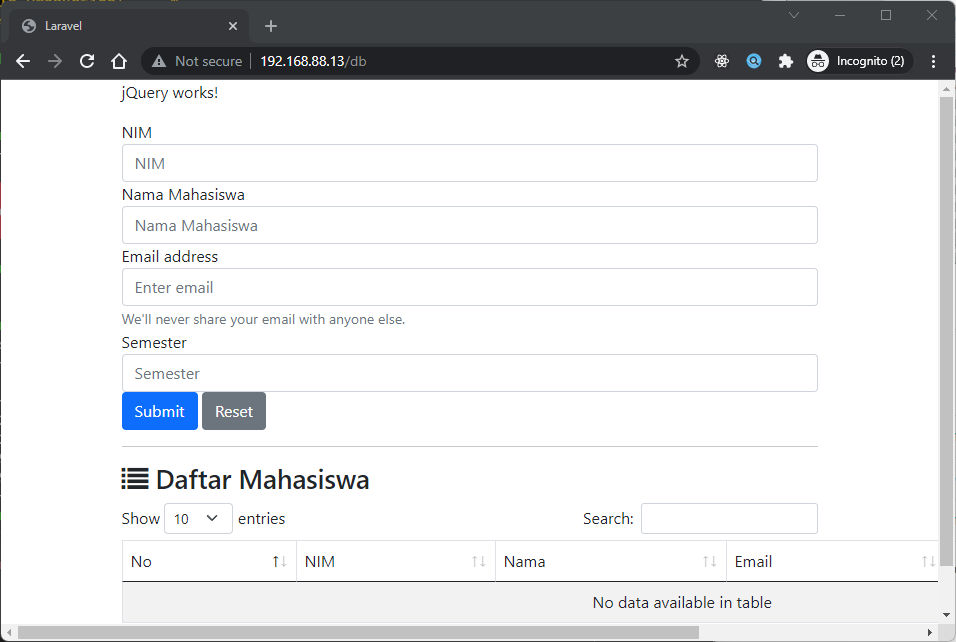 Laravel
Not secure 192.168.88.13/db Incognito (2)
jQuery works!
NIM
NIM
Nama Mahasiswa
Nama Mahasiswa
Email address
Enter email
We'll never share your email with anyone else.
Semester
Semester
Submit Reset
Daftar Mahasiswa
Show 10 entries Search:
No NIM Nama Email
No data available in table